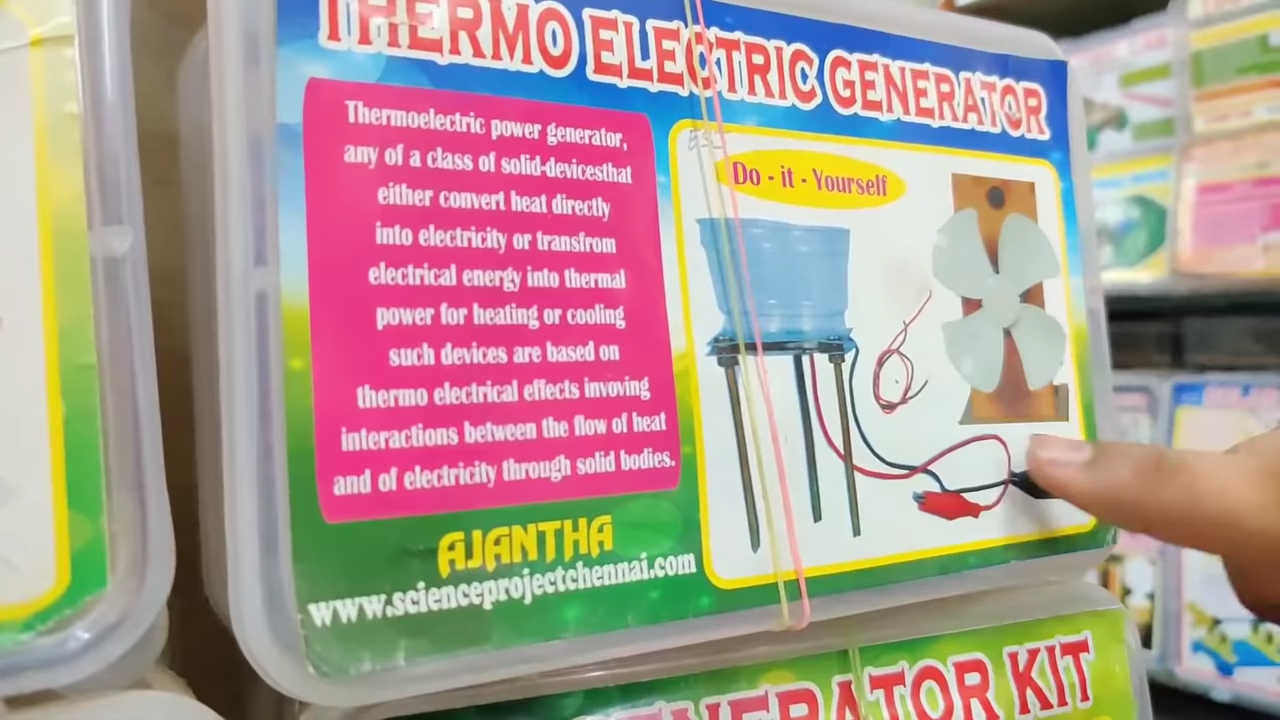 THERMO ELECTRIC GENERATOR
Thermoelectric power generator,
any of a class of solid-devicesthat
either convert heat directly
into electricity or transfrom
electrical energy into thermal
power for heating or cooling
such devices are based on
thermo electrical effects invoving
interactions between the flow of heat
and of electricity through solid bodies.
Do - it - Yourself
AJANTHA
www.scienceprojectchennai.com
KIT